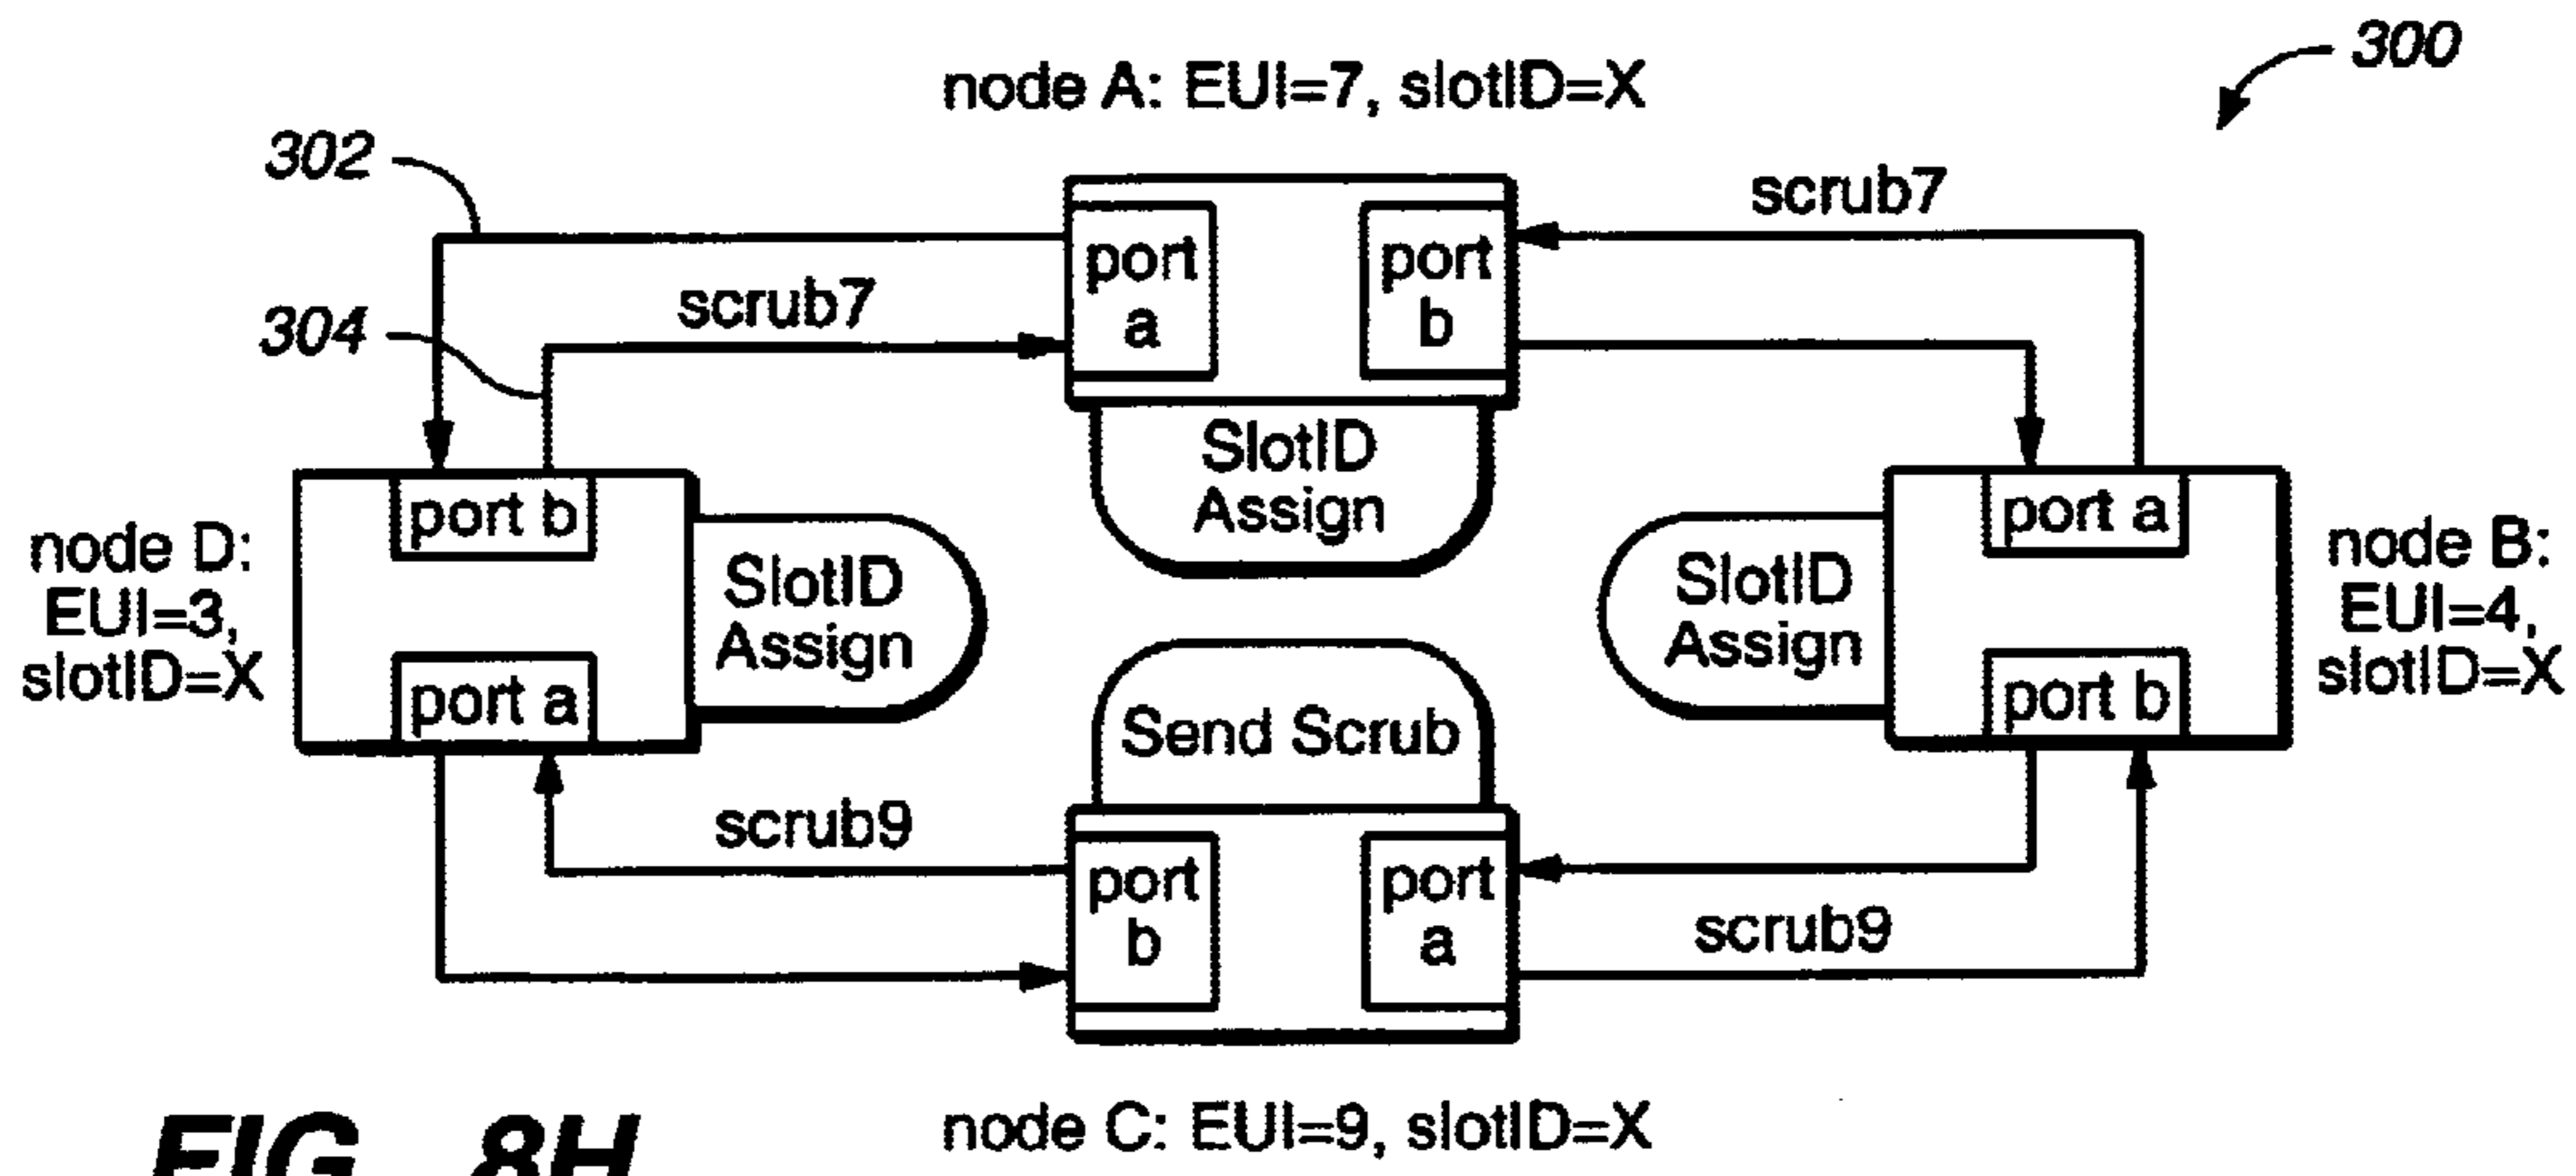 300
node A: EUI=7, slotID=X
302
scrub7
port
a
port
b
304
scrub7
SlotID
Assign
port b
port a
node D:
EUI=3,
slotID=X
SlotID
Assign
SlotID
Assign
node B:
EUI=4,
slotID=X
port a
port b
Send Scrub
scrub9
port
b
port
a
scrub9
node C: EUI=9, slotID=X
FIG. 8H